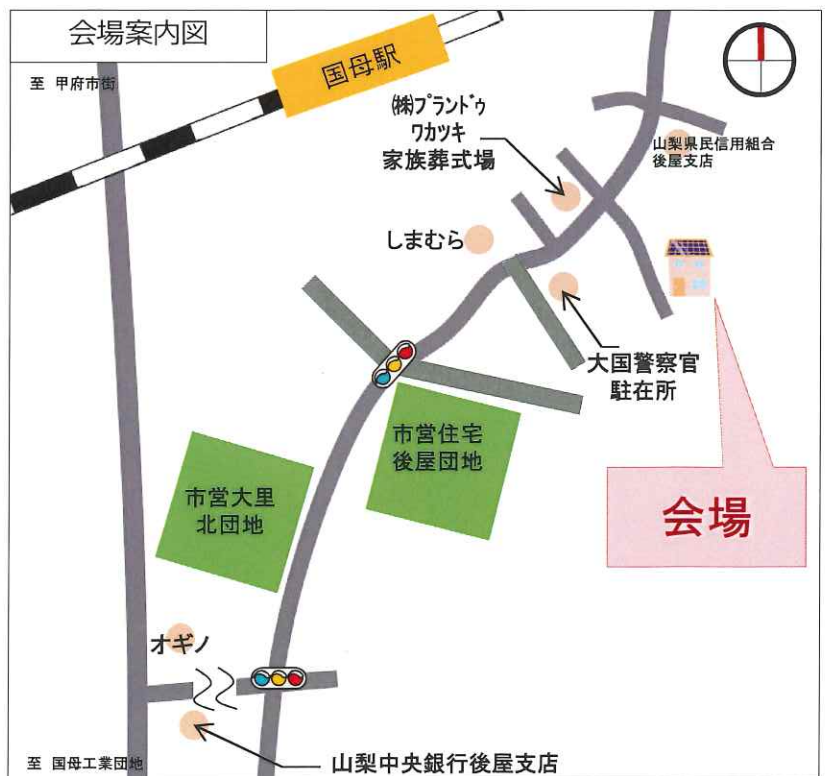 会場案内図
至 甲府市街
国母駅
㈱プランドゥ
ワカツキ
家族葬式場
山梨県民信用組合
後屋支店
しまむら
大国警察官
駐在所
市営住宅
後屋団地
市営大里
北団地
会場
オギノ
至 国母工業団地
山梨中央銀行後屋支店